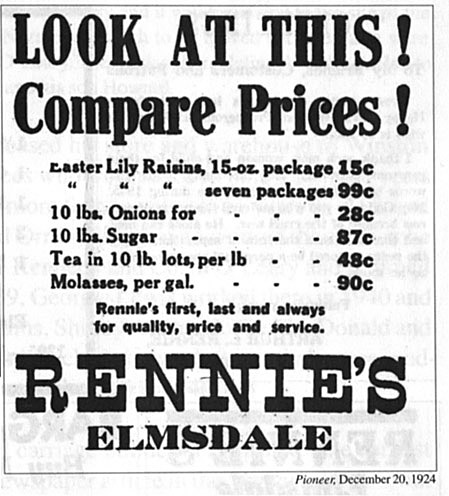 LOOK AT THIS!
Compare Prices!
Easter Lily Raisins, 15-oz. package 15c
" " seven packages 99c
10 lbs. Onions for - - - 28c
10 lbs. Sugar - - - - 87c
Tea in 10 lb. lots, per lb - - 48c
Molasses, per gal. - - - 90c
Rennie's first, last and always
for quality, price and service.
RENNIE'S
ELMSDALE
Pioneer, December 20, 1924